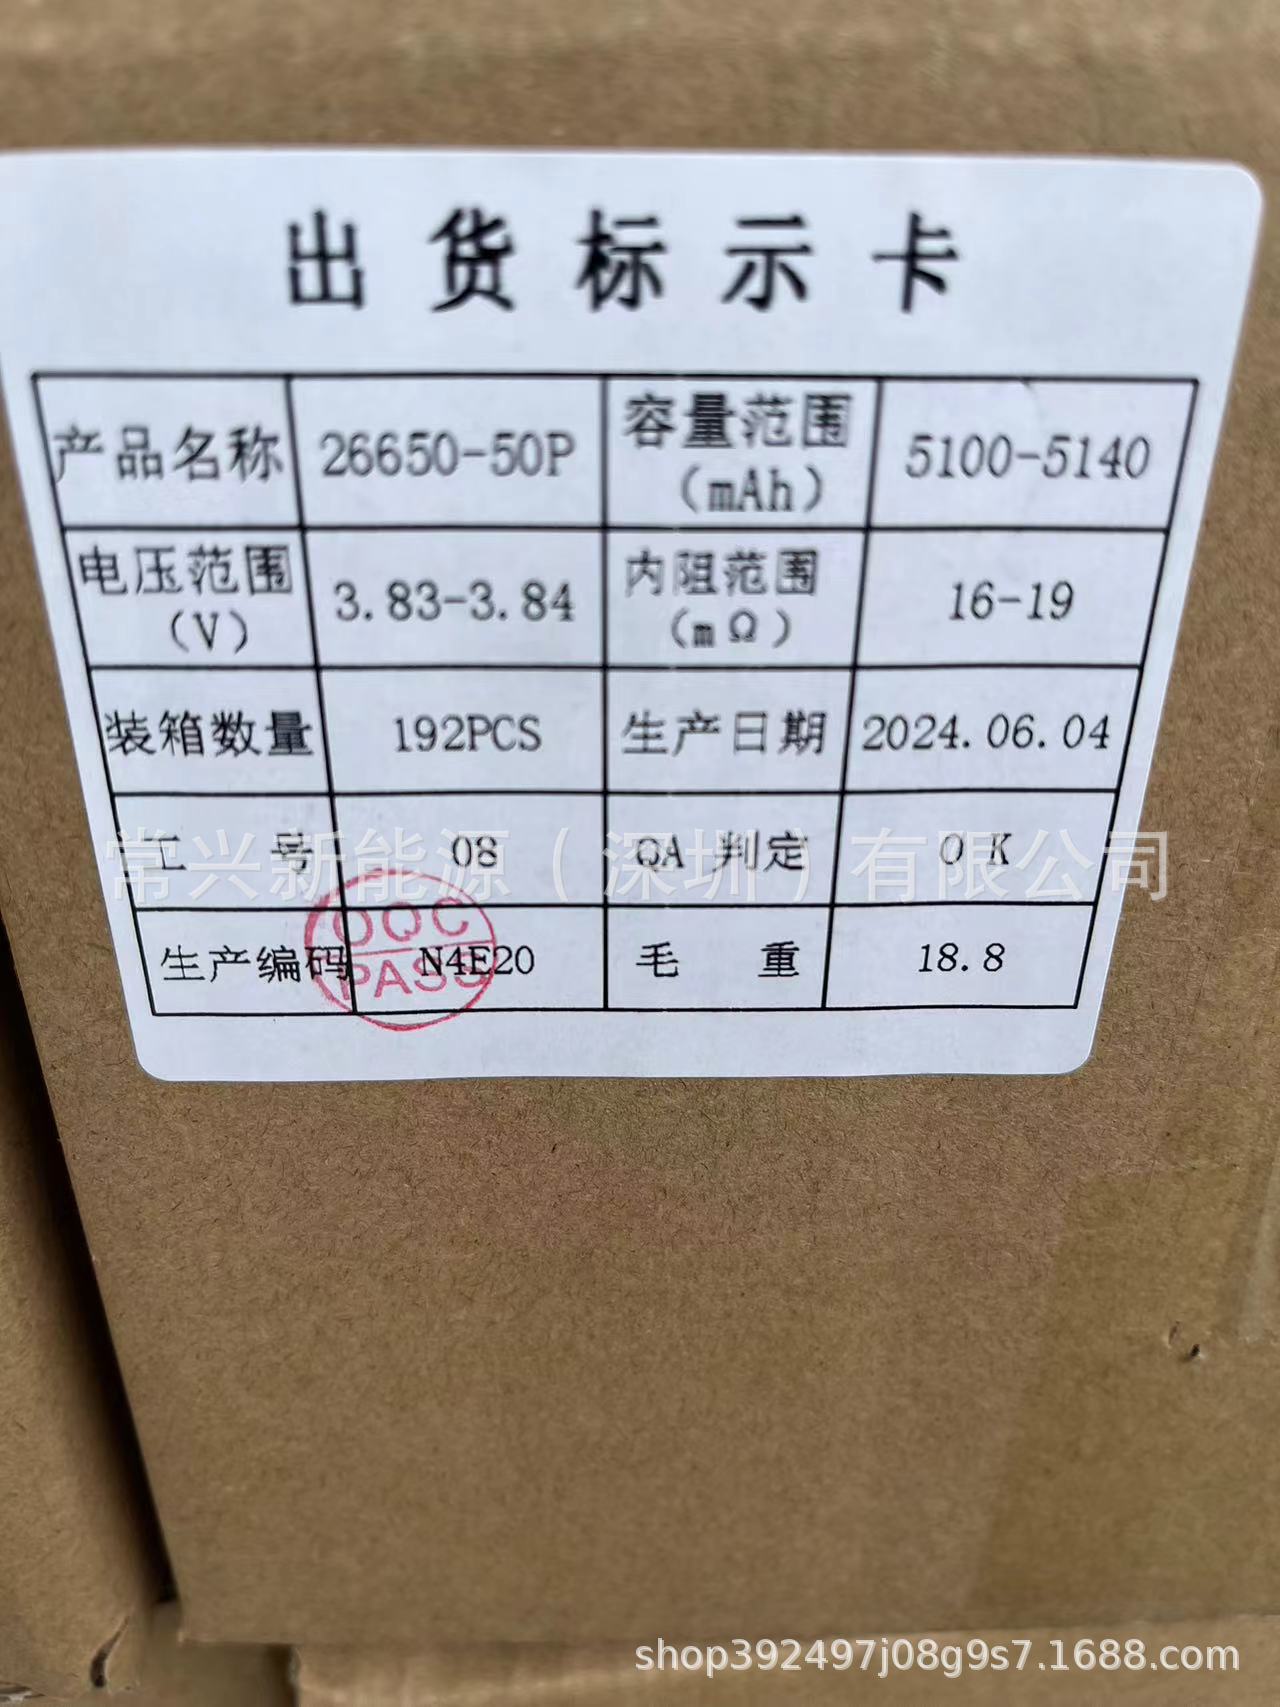 出货标示卡
产品名称 26650-50P 容量范围（mAh） 5100-5140
电压范围（V） 3.83-3.84 内阻范围（mΩ） 16-19
装箱数量 192PCS 生产日期 2024.06.04
工号 08 QA 判定 OK
常兴新能源（深圳）有限公司
生产编码 N4E20 毛重 18.8
OQC
PASS
shop392497j08g9s7.1688.com